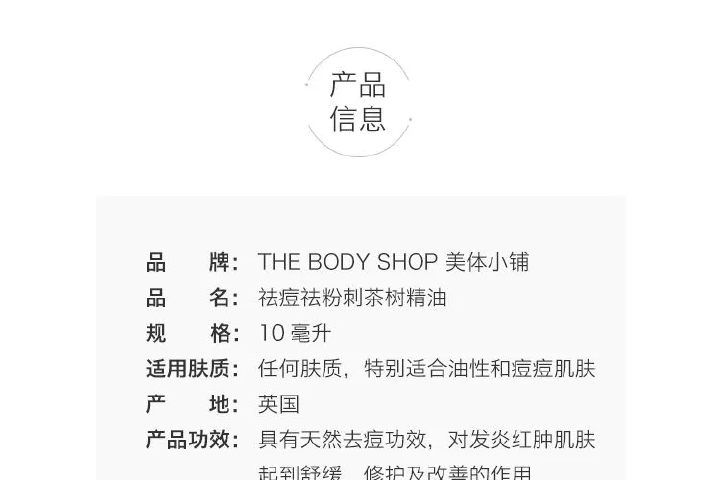 产品
信息
品 牌： THE BODY SHOP 美体小铺
品 名： 祛痘祛粉刺茶树精油
规 格： 10 毫升
适用肤质： 任何肤质，特别适合油性和痘痘肌肤
产 地： 英国
产品功效： 具有天然去痘功效，对发炎红肿肌肤
起到舒缓、修护及改善的作用